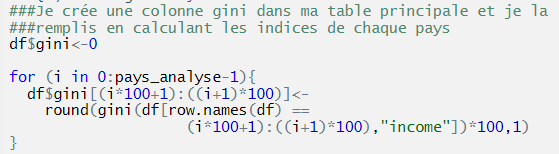 ###Je crée une colonne gini dans ma table principale et je la
###remplis en calculant les indices de chaque pays
df$gini<-0
for (i in 0:pays_analyse-1){
df$gini[(i*100+1):((i+1)*100)]<-
round(gini(df[row.names(df) ==
(i*100+1):((i+1)*100),"income"])*100,1)
}